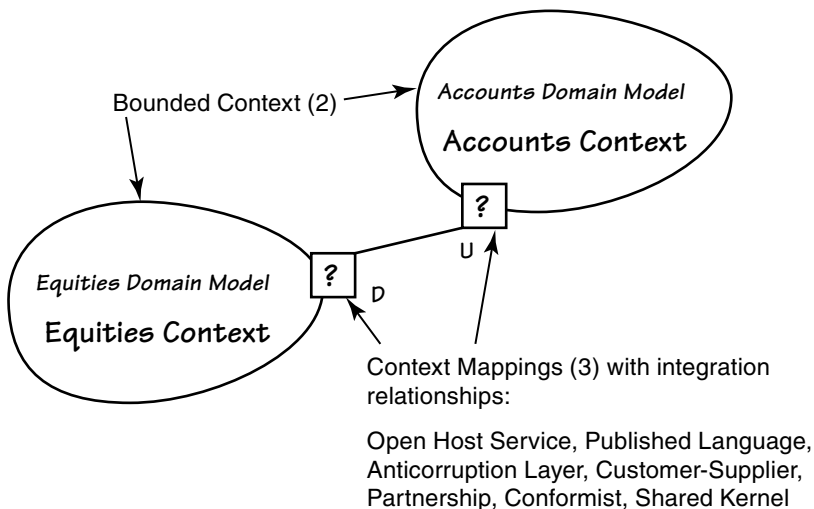 Bounded Context (2)
Accounts Domain Model
Accounts Context
?
U
Equities Domain Model
Equities Context
?
D
Context Mappings (3) with integration
relationships:
Open Host Service, Published Language,
Anticorruption Layer, Customer-Supplier,
Partnership, Conformist, Shared Kernel